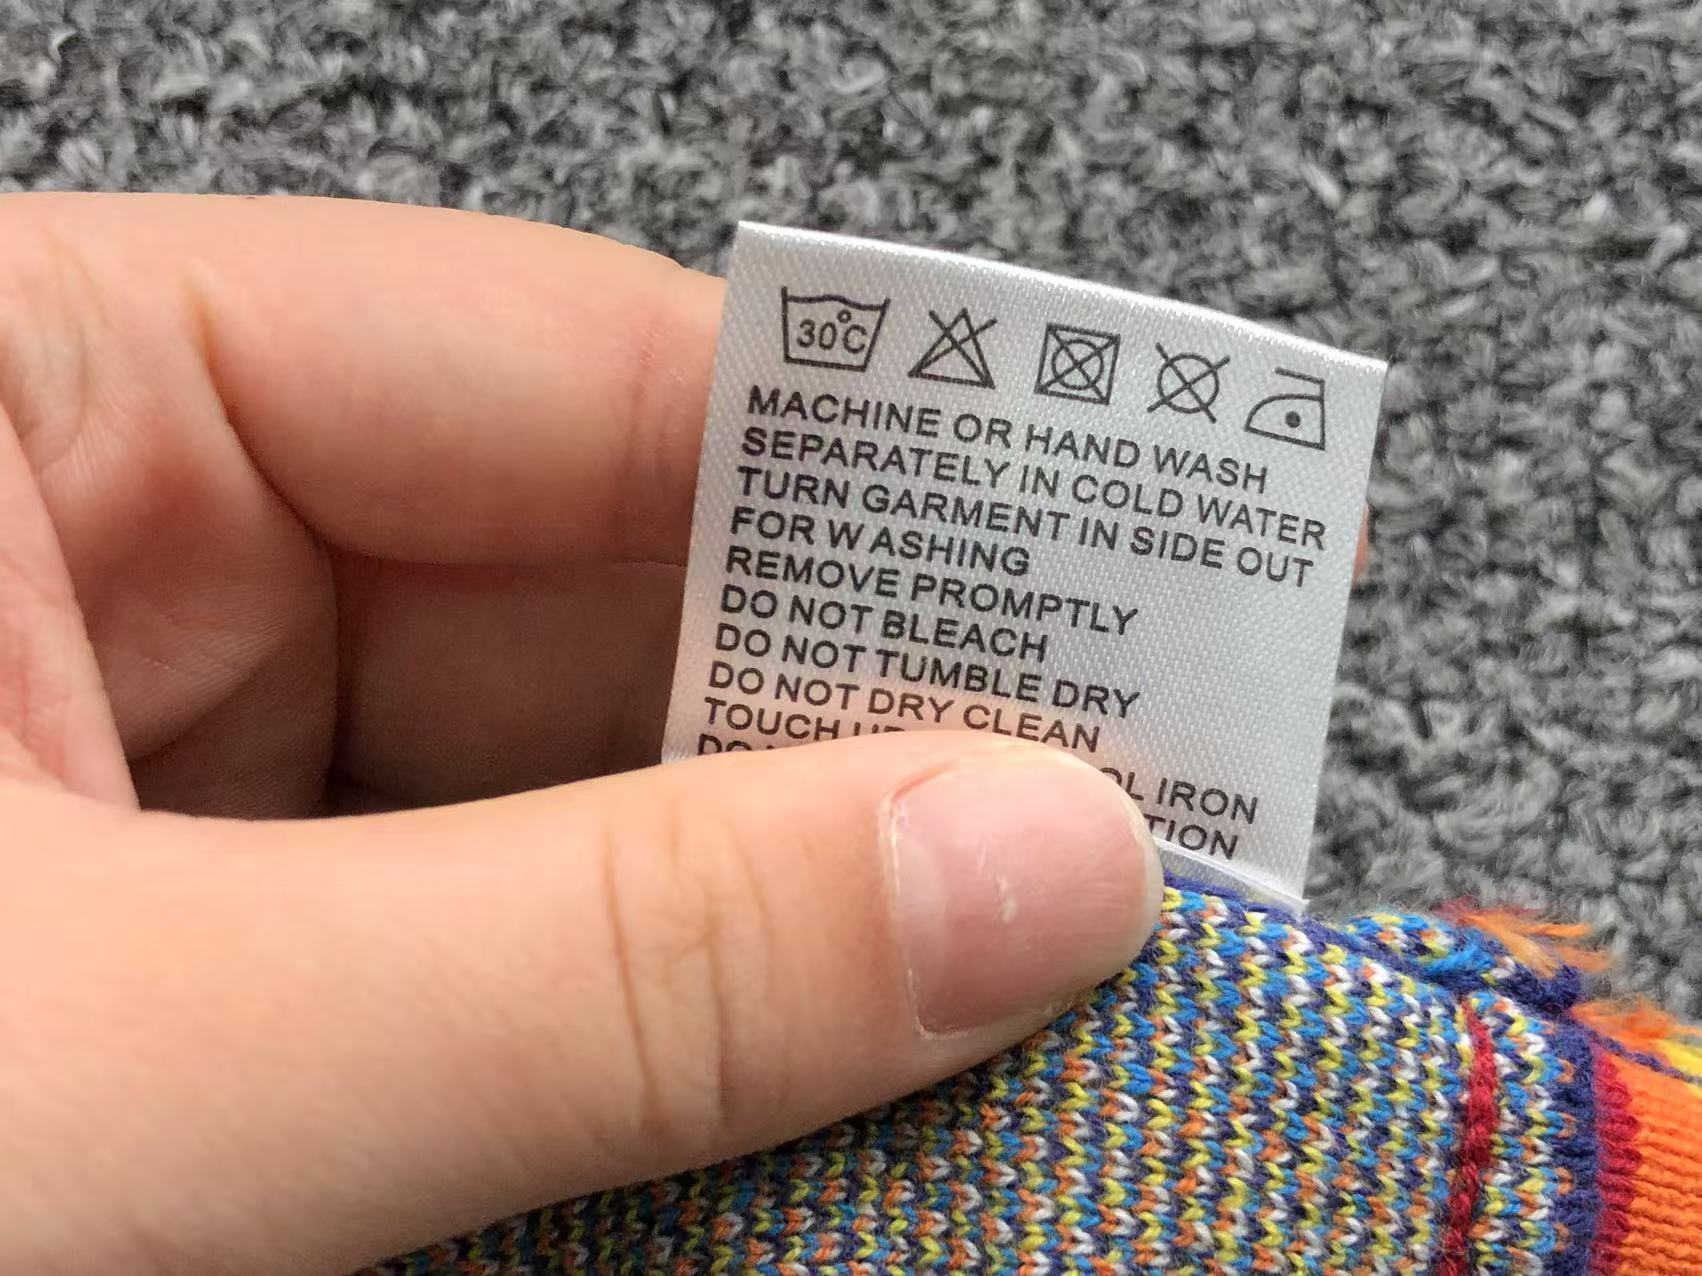 30°C
MACHINE OR HAND WASH
SEPARATELY IN COLD WATER
TURN GARMENT IN SIDE OUT
FOR WASHING
REMOVE PROMPTLY
DO NOT BLEACH
DO NOT TUMBLE DRY
DO NOT DRY CLEAN
TOUCH IRON